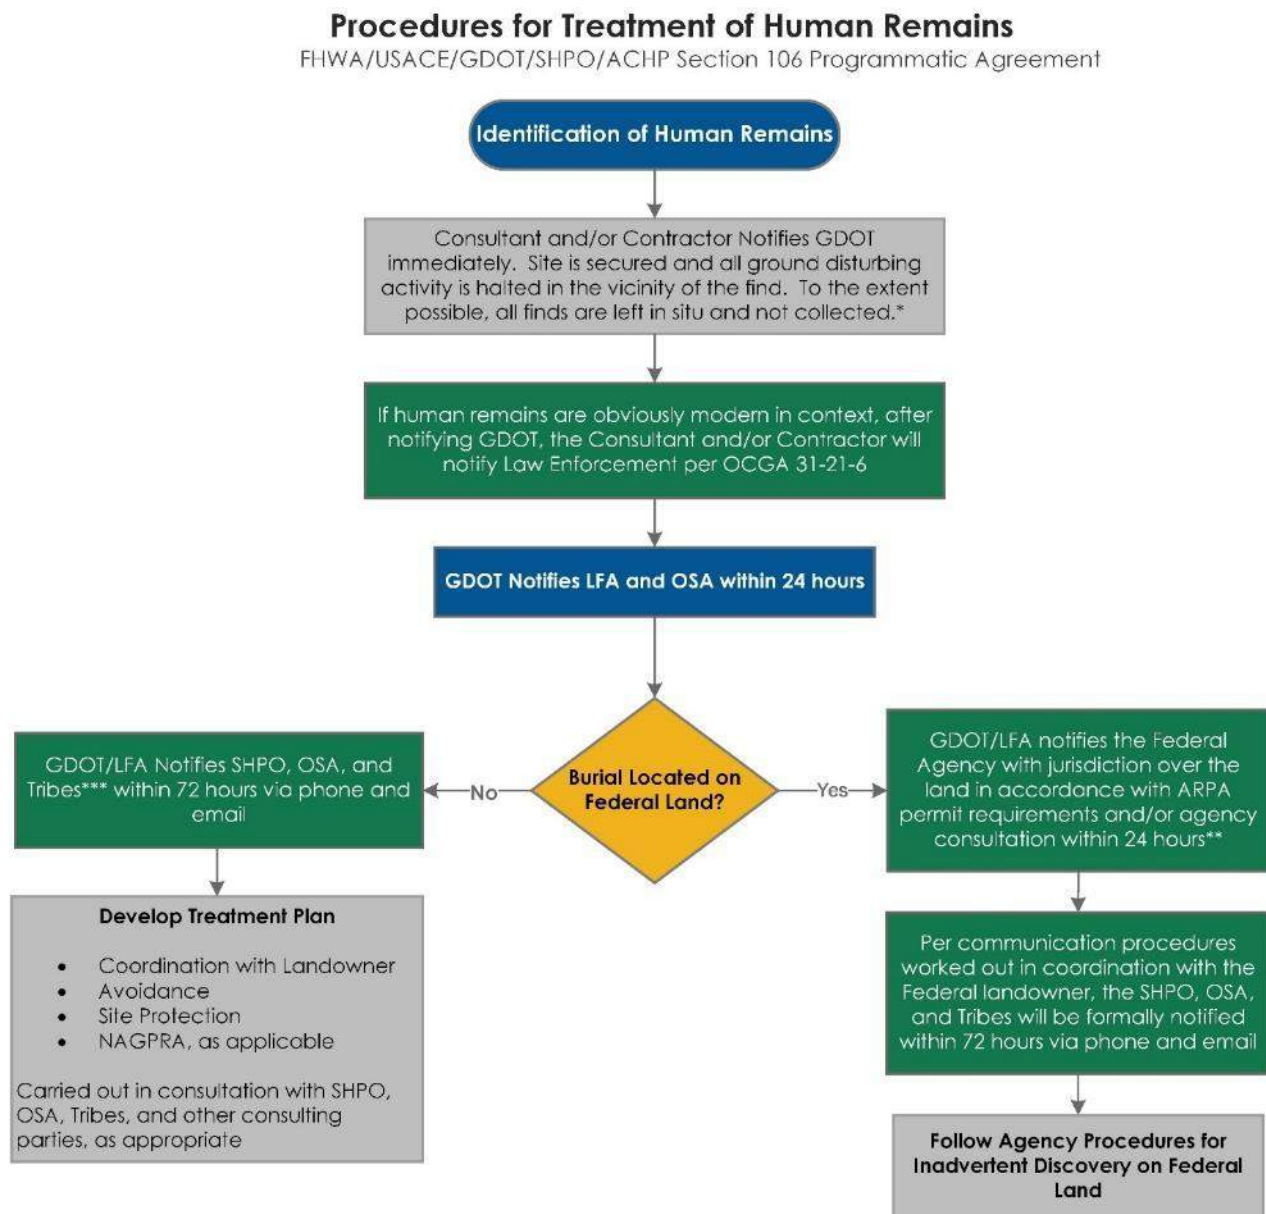 Procedures for Treatment of Human Remains
FHWA/USACE/GDOT/SHPO/ACHP Section 106 Programmatic Agreement
Identification of Human Remains
Consultant and/or Contractor Notifies GDOT
immediately. Site is secured and all ground disturbing
activity is halted in the vicinity of the find. To the extent
possible, all finds are left in situ and not collected.*
If human remains are obviously modern in context, after
notifying GDOT, the Consultant and/or Contractor will
notify Law Enforcement per OCGA 31-21-6
GDOT Notifies LFA and OSA within 24 hours
Burial Located on
Federal Land?
No
Yes
GDOT/LFA Notifies SHPO, OSA, and
Tribes*** within 72 hours via phone and
email
Develop Treatment Plan
• Coordination with Landowner
• Avoidance
• Site Protection
• NAGPRA, as applicable
Carried out in consultation with SHPO,
OSA, Tribes, and other consulting
parties, as appropriate
GDOT/LFA notifies the Federal
Agency with jurisdiction over the
land in accordance with ARPA
permit requirements and/or agency
consultation within 24 hours**
Per communication procedures
worked out in coordination with the
Federal landowner, the SHPO, OSA,
and Tribes will be formally notified
within 72 hours via phone and email
Follow Agency Procedures for
Inadvertent Discovery on Federal
Land